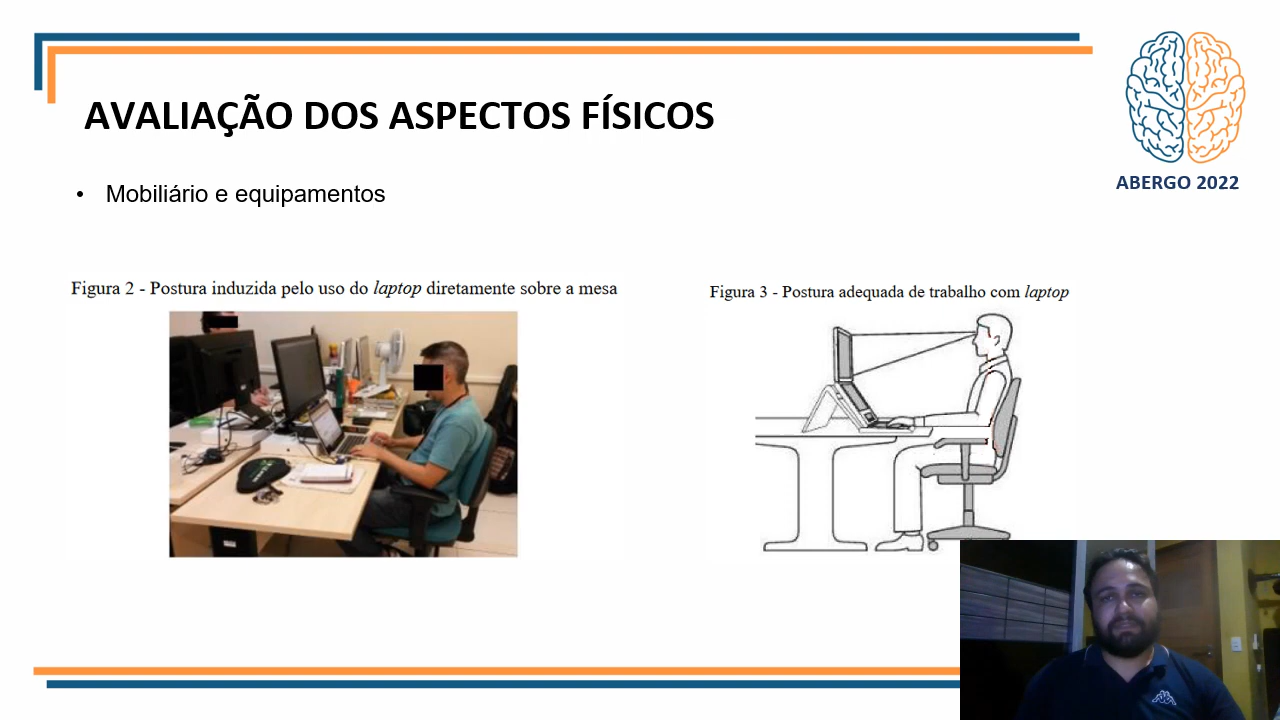 AVALIAÇÃO DOS ASPECTOS FÍSICOS
ABERGO 2022
• Mobiliário e equipamentos
Figura 2 - Postura induzida pelo uso do laptop diretamente sobre a mesa
Figura 3 - Postura adequada de trabalho com laptop